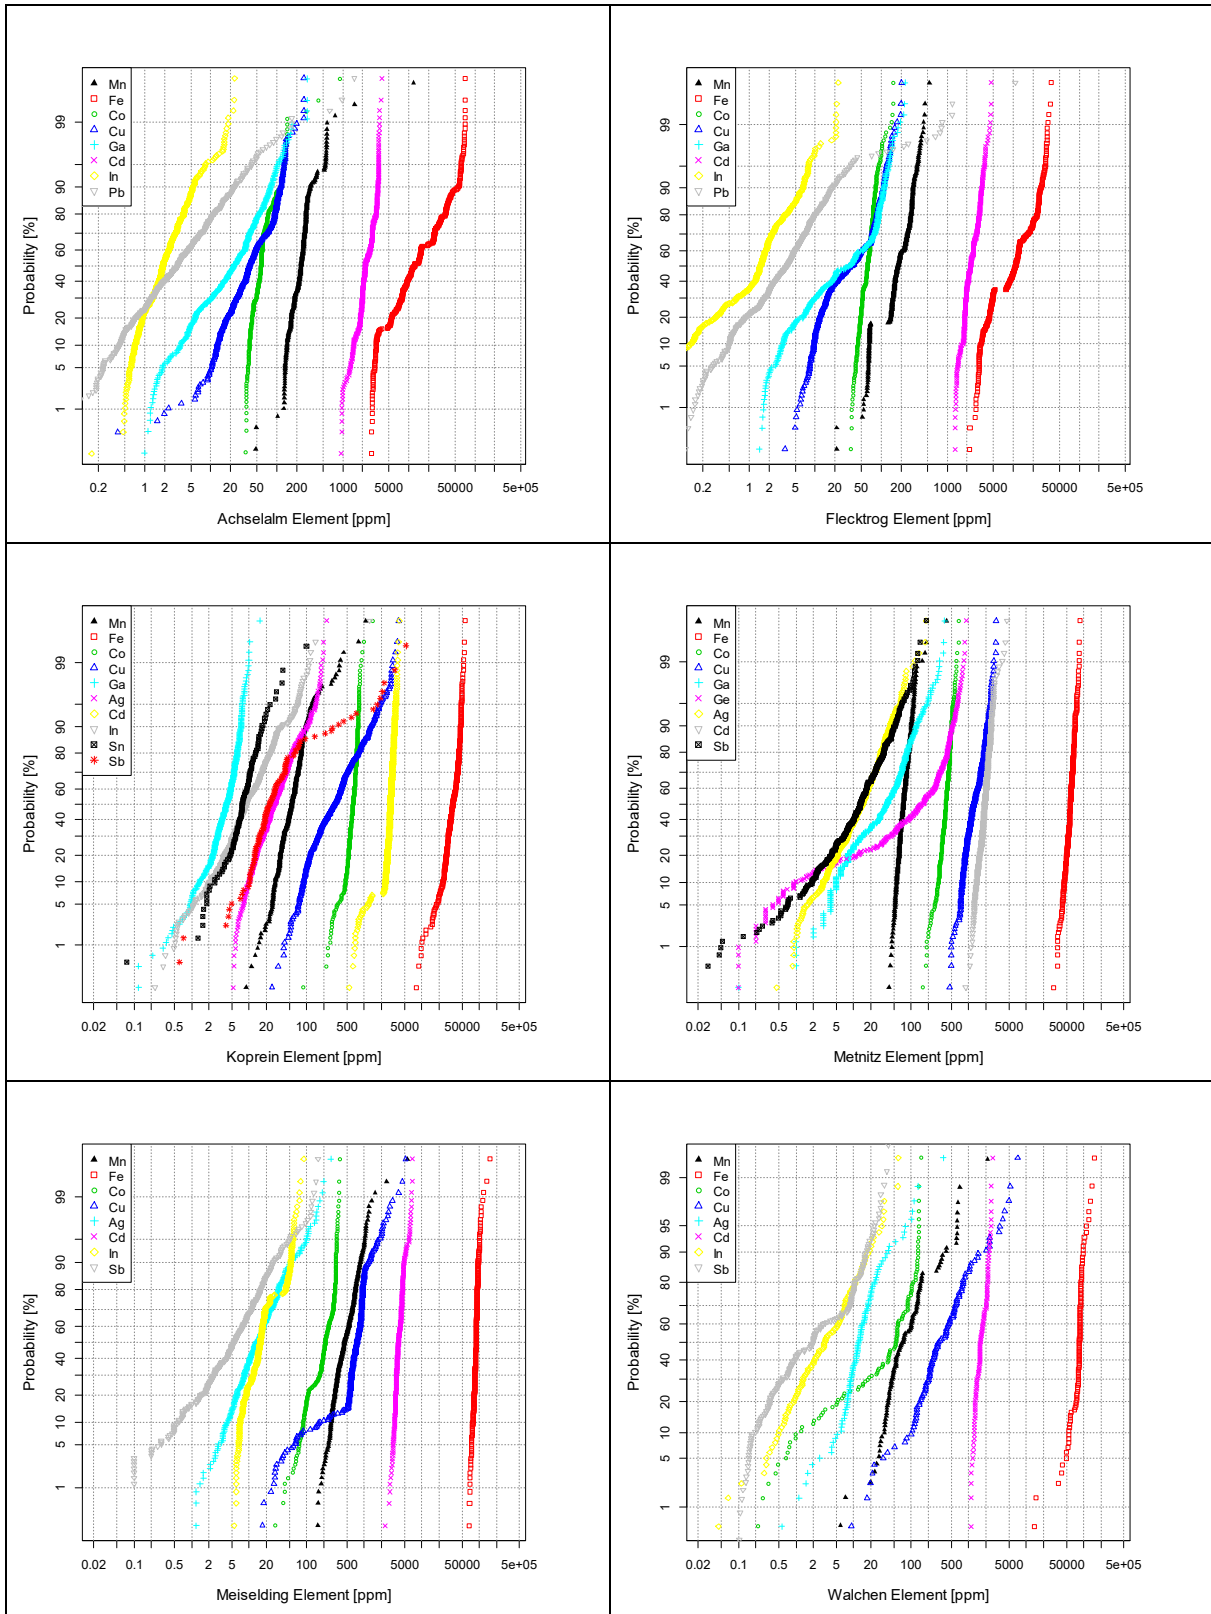 Mn
Fe
Co
Cu
Ga
Cd
In
Pb
Probability [%]
99
90
80
60
40
20
10
5
1
0.2 1 2 5 20 50 200 1000 5000 50000 5e+05
Achselalm Element [ppm]
Mn
Fe
Co
Cu
Ga
Cd
In
Pb
Probability [%]
99
90
80
60
40
20
10
5
1
0.2 1 2 5 20 50 200 1000 5000 50000 5e+05
Flecktrog Element [ppm]
Mn
Fe
Co
Cu
Ga
Ag
Cd
In
Sn
Sb
Probability [%]
99
90
80
60
40
20
10
5
1
0.02 0.1 0.5 2 5 20 100 500 5000 50000 5e+05
Koprein Element [ppm]
Mn
Fe
Co
Cu
Ga
Ge
Ag
Cd
Sb
Probability [%]
99
90
80
60
40
20
10
5
1
0.02 0.1 0.5 2 5 20 100 500 5000 50000 5e+05
Metnitz Element [ppm]
Mn
Fe
Co
Cu
Ag
Cd
In
Sb
Probability [%]
99
90
80
60
40
20
10
5
1
0.02 0.1 0.5 2 5 20 100 500 5000 50000 5e+05
Meiselding Element [ppm]
Mn
Fe
Co
Cu
Ag
Cd
In
Sb
Probability [%]
99
95
90
80
60
40
20
10
5
1
0.02 0.1 0.5 2 5 20 100 500 5000 50000 5e+05
Walchen Element [ppm]